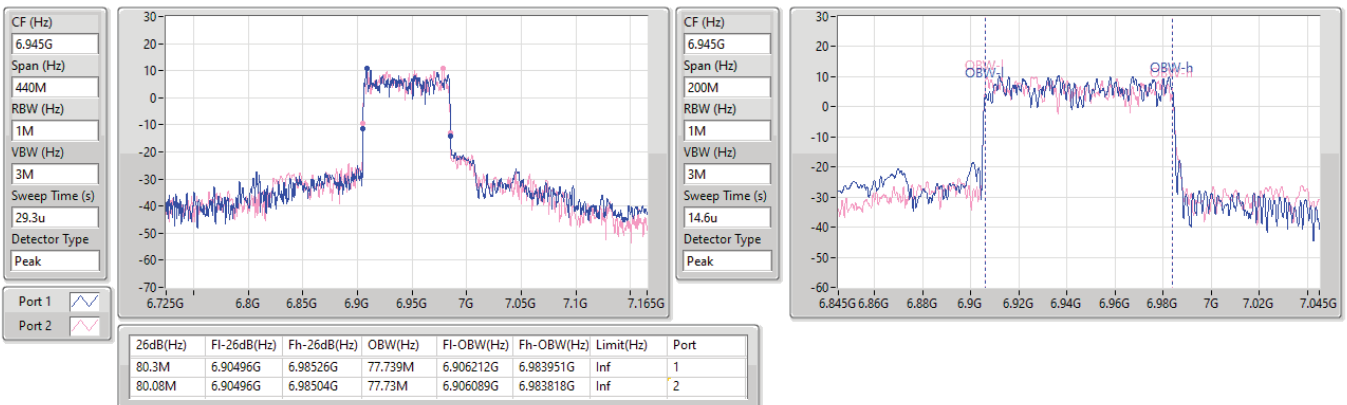 CF (Hz)
6.945G
Span (Hz)
440M
RBW (Hz)
1M
VBW (Hz)
3M
Sweep Time (s)
29.3u
Detector Type
Peak
Port 1
Port 2
30
20
10
0
-10
-20
-30
-40
-50
-60
-70
6.725G 6.8G 6.85G 6.9G 6.95G 7G 7.05G 7.1G 7.165G
CF (Hz)
6.945G
Span (Hz)
200M
RBW (Hz)
1M
VBW (Hz)
3M
Sweep Time (s)
14.6u
Detector Type
Peak
30
20
10
0
-10
-20
-30
-40
-50
-60
OBW-l
OBW-h
6.845G 6.86G 6.88G 6.9G 6.92G 6.94G 6.96G 6.98G 7G 7.02G 7.045G
26dB(Hz) Fl-26dB(Hz) Fh-26dB(Hz) OBW(Hz) Fl-OBW(Hz) Fh-OBW(Hz) Limit(Hz) Port
80.3M 6.90496G 6.98526G 77.739M 6.906212G 6.983951G Inf 1
80.08M 6.90496G 6.98504G 77.73M 6.906089G 6.983818G Inf 2